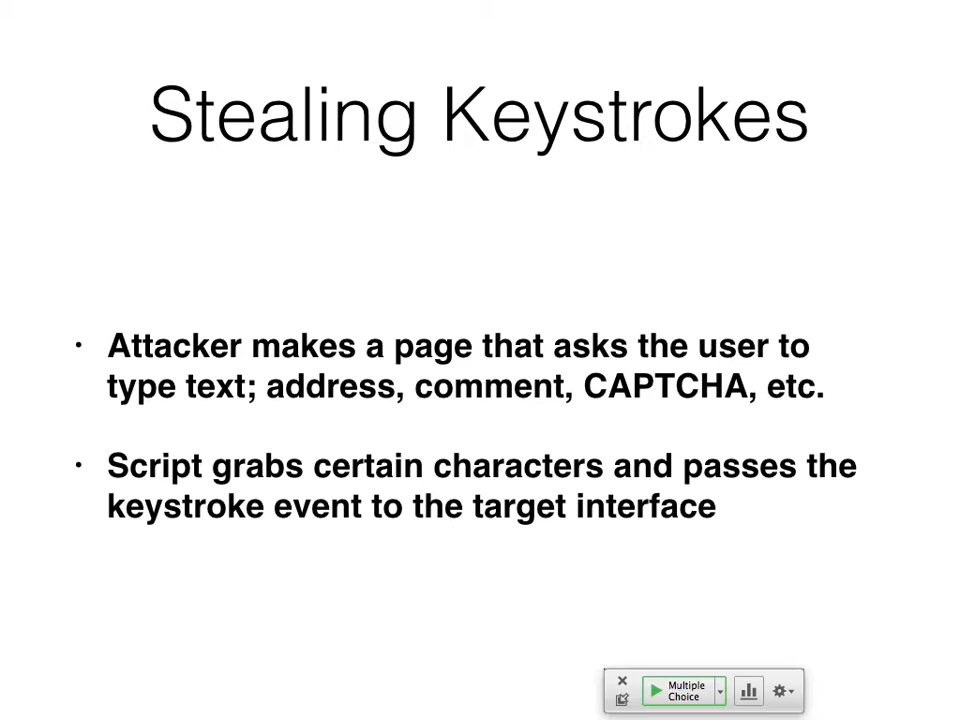 Stealing Keystrokes
• Attacker makes a page that asks the user to
type text; address, comment, CAPTCHA, etc.
• Script grabs certain characters and passes the
keystroke event to the target interface
Multiple
Choice